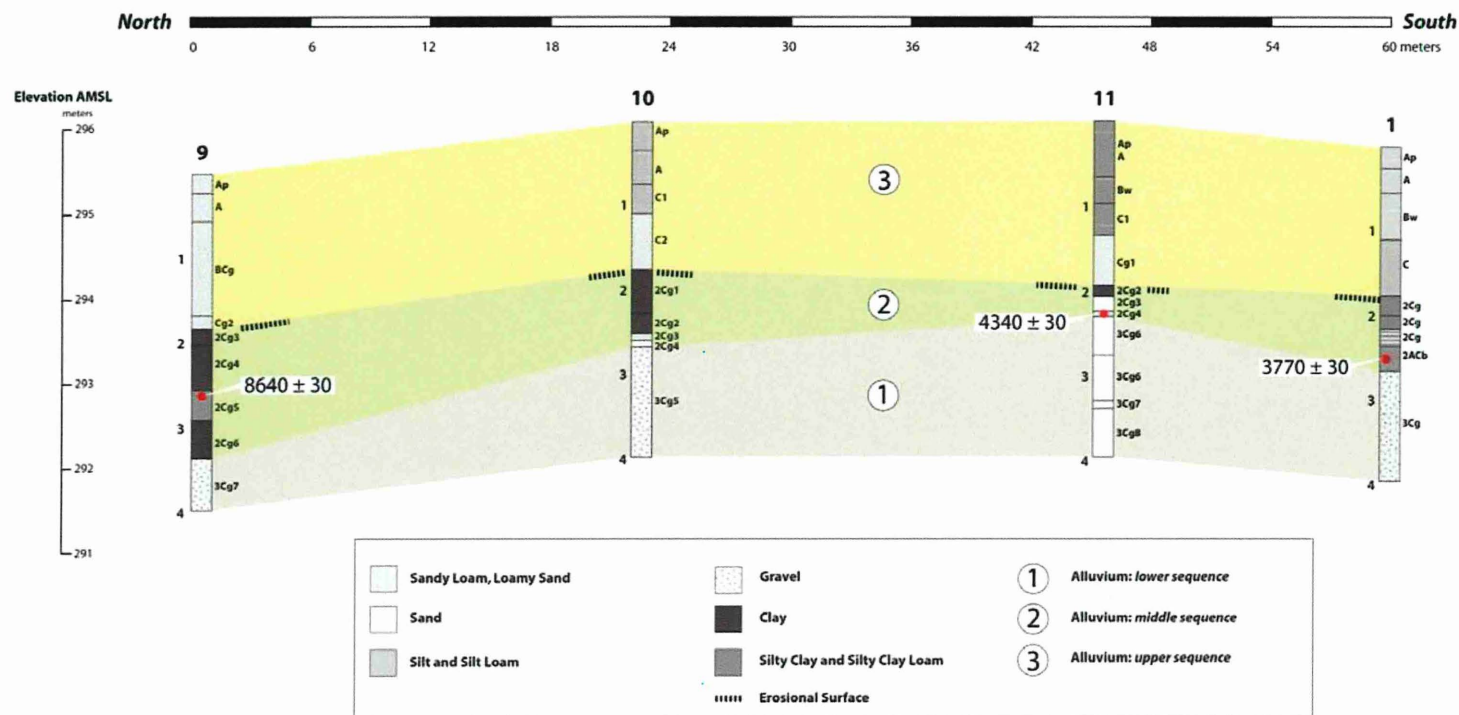 North
South
0 6 12 18 24 30 36 42 48 54 60 meters
Elevation AMSL
meters
296
295
294
293
292
291
9
Ap
A
1
BCg
Cg2
2Cg3
2
2Cg4
8640 ± 30
2Cg5
3
2Cg6
3Cg7
4
10
Ap
A
C1
1
C2
2
2Cg1
2Cg2
2Cg3
2Cg4
3
3Cg5
4
3
2
1
11
Ap
A
Bw
1
C1
Cg1
2
2Cg2
2Cg3
2Cg4
4340 ± 30
3Cg6
3
3Cg6
3Cg7
3Cg8
4
1
Ap
A
Bw
1
C
2Cg
2
2Cg
2Cg
2ACb
3770 ± 30
3
3Cg
4
Sandy Loam, Loamy Sand
Sand
Silt and Silt Loam
Gravel
Clay
Silty Clay and Silty Clay Loam
Erosional Surface
1 Alluvium: lower sequence
2 Alluvium: middle sequence
3 Alluvium: upper sequence